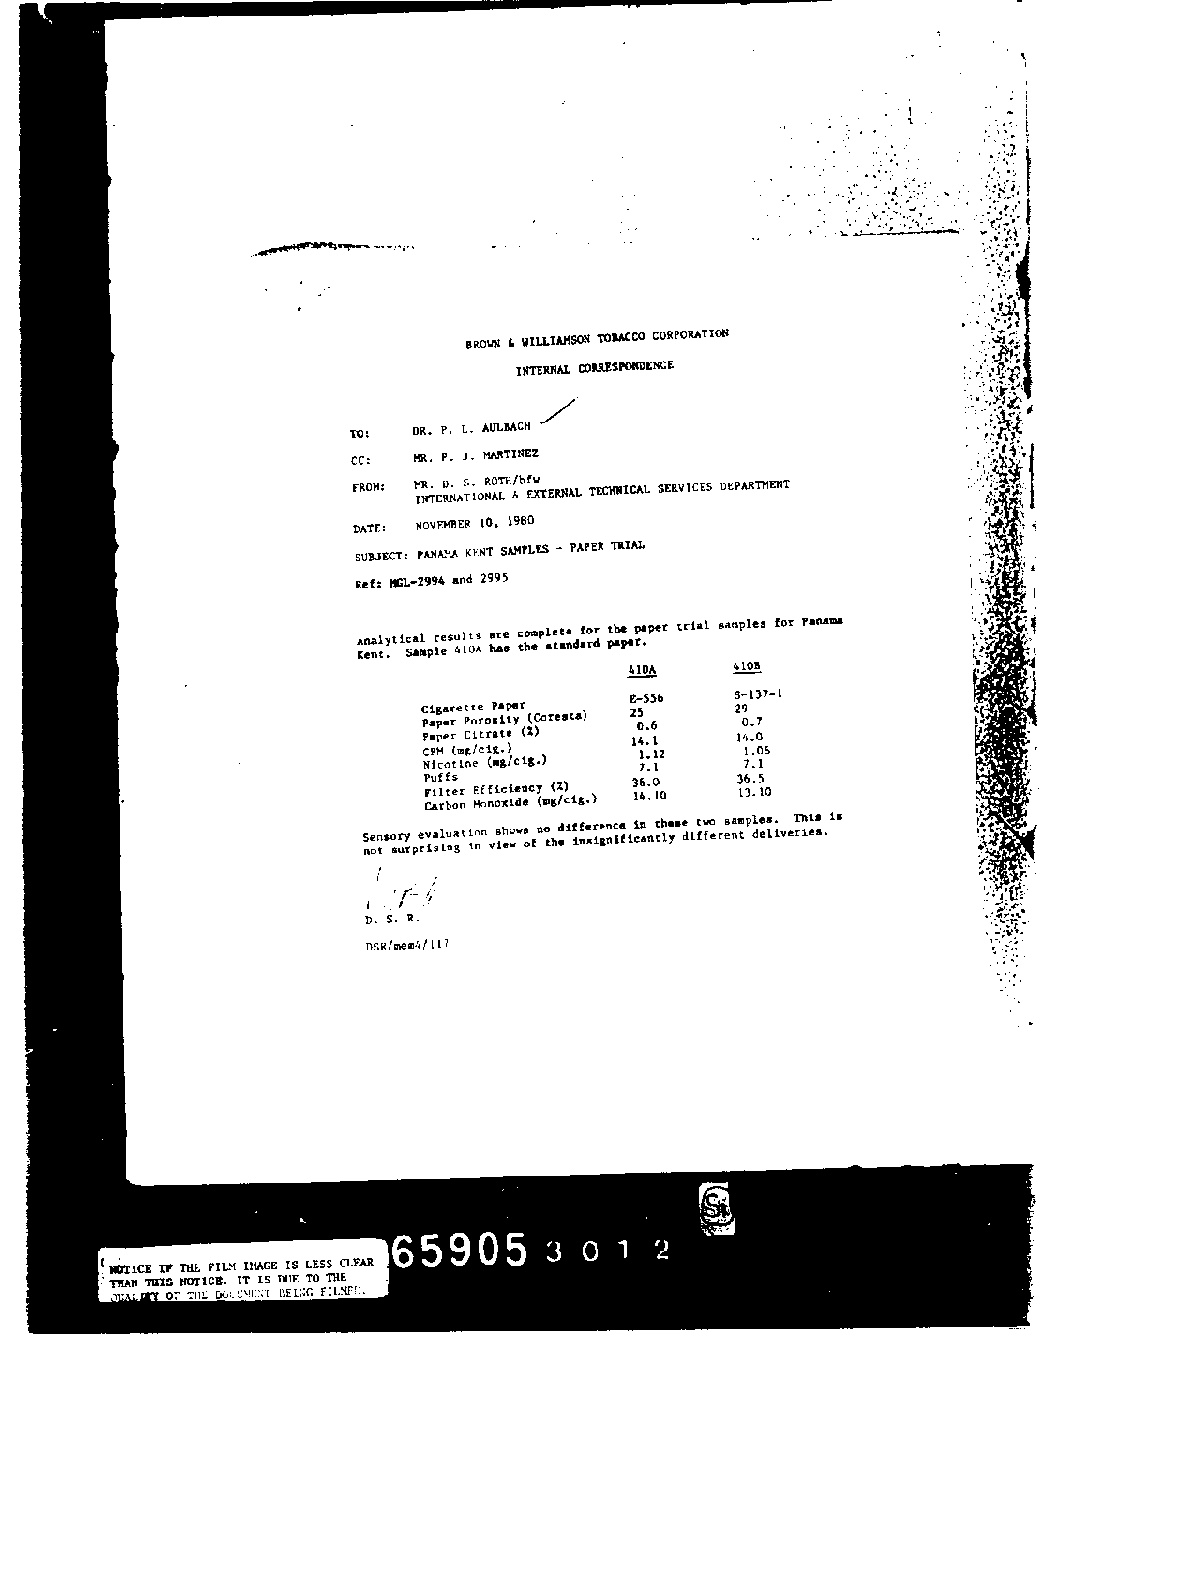 BROWN & WILLIAMSON TOBACCO CORPORATION
INTERNAL CORRESPONDENCE
TO: DR. P. L. AULBACH
CC: MR. P. J. MARTINEZ
FROM: MR. D. S. ROTH/bfw
INTERNATIONAL & EXTERNAL TECHNICAL SERVICES DEPARTMENT
DATE: NOVEMBER 10, 1980
SUBJECT: PANAMA KENT SAMPLES - PAPER TRIAL
Ref: MGL-2994 and 2995
Analytical results are complete for the paper trial samples for Panama
Kent. Sample 410A has the standard paper.
410A 410B
Cigarette Paper E-556 S-137-1
Paper Porosity (Coresta) 25 29
Paper Citrate (%) 0.6 0.7
CPM (mg/cig.) 14.1 14.0
Nicotine (mg/cig.) 1.12 1.05
Puffs 7.1 7.1
Filter Efficiency (%) 36.0 36.5
Carbon Monoxide (mg/cig.) 14.10 13.10
Sensory evaluation shows no difference in these two samples. This is
not surprising in view of the insignificantly different deliveries.
D. S. R.
DSR/mem4/117
65905 3012
NOTICE IF THE FILM IMAGE IS LESS CLEAR
THAN THIS NOTICE. IT IS DUE TO THE
QUALITY OF THE DOCUMENT BEING FILMED.